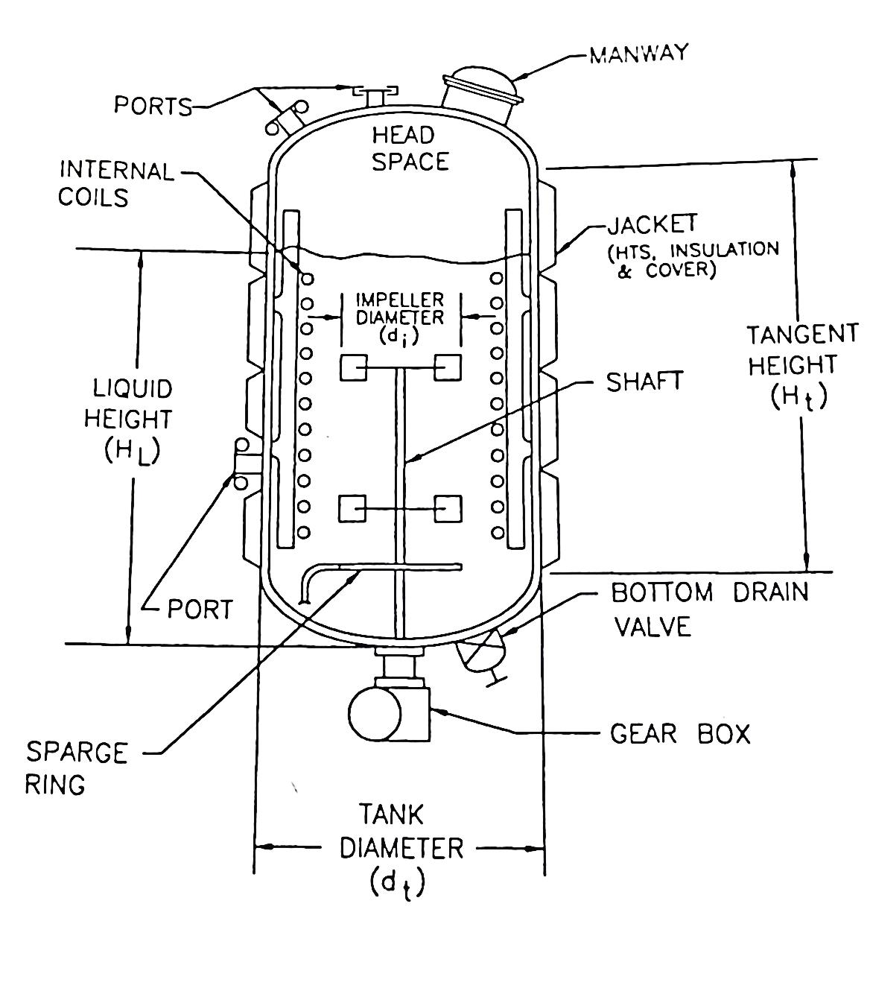 MANWAY
PORTS
HEAD
SPACE
INTERNAL
COILS
JACKET
(HTS, INSULATION
& COVER)
IMPELLER
DIAMETER
(di)
TANGENT
HEIGHT
(Ht)
SHAFT
LIQUID
HEIGHT
(HL)
PORT
BOTTOM DRAIN
VALVE
GEAR BOX
SPARGE
RING
TANK
DIAMETER
(dt)